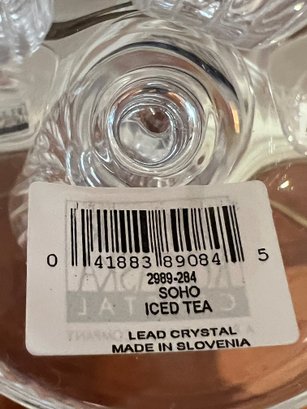 0 41883 89084 5
2989-284
SOHO
ICED TEA
LEAD CRYSTAL
MADE IN SLOVENIA